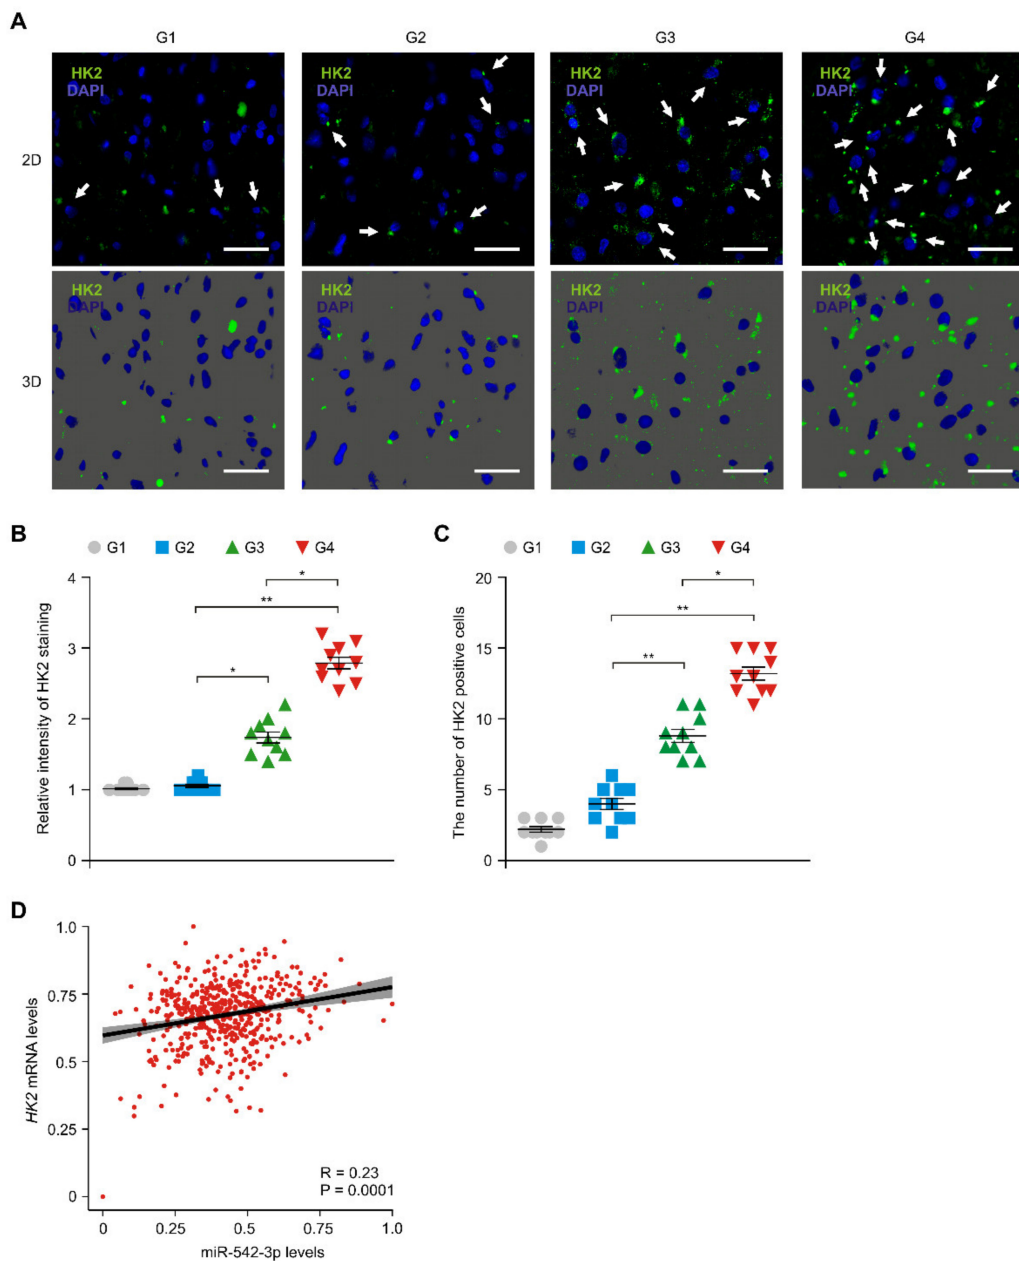 A
G1 G2 G3 G4
2D
HK2
DAPI
HK2
DAPI
HK2
DAPI
HK2
DAPI
3D
HK2
DAPI
HK2
DAPI
HK2
DAPI
HK2
DAPI
B
G1 G2 G3 G4
Relative intensity of HK2 staining
4
3
2
1
0
*
**
*
C
G1 G2 G3 G4
The number of HK2 positive cells
20
15
10
5
0
*
**
**
D
HK2 mRNA levels
1.0
0.75
0.5
0.25
0
R = 0.23
P = 0.0001
0 0.25 0.5 0.75 1.0
miR-542-3p levels